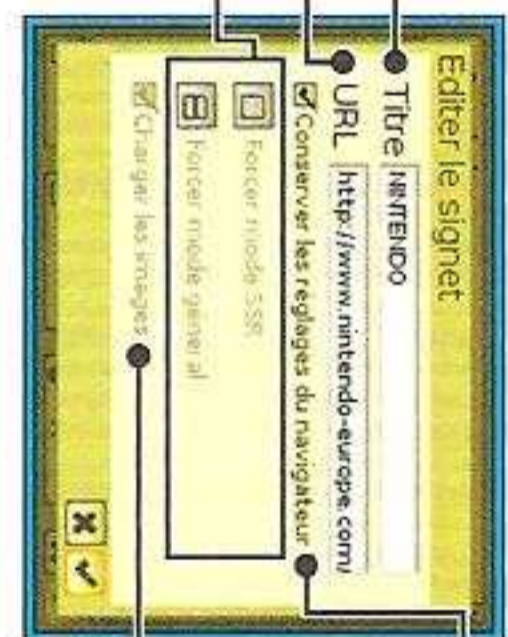 Editer le signet
Titre NINTENDO
URL http://www.nintendo-europe.com/
Conserver les réglages du navigateur
Forcer mode SSR
Forcer mode général
Charger les images